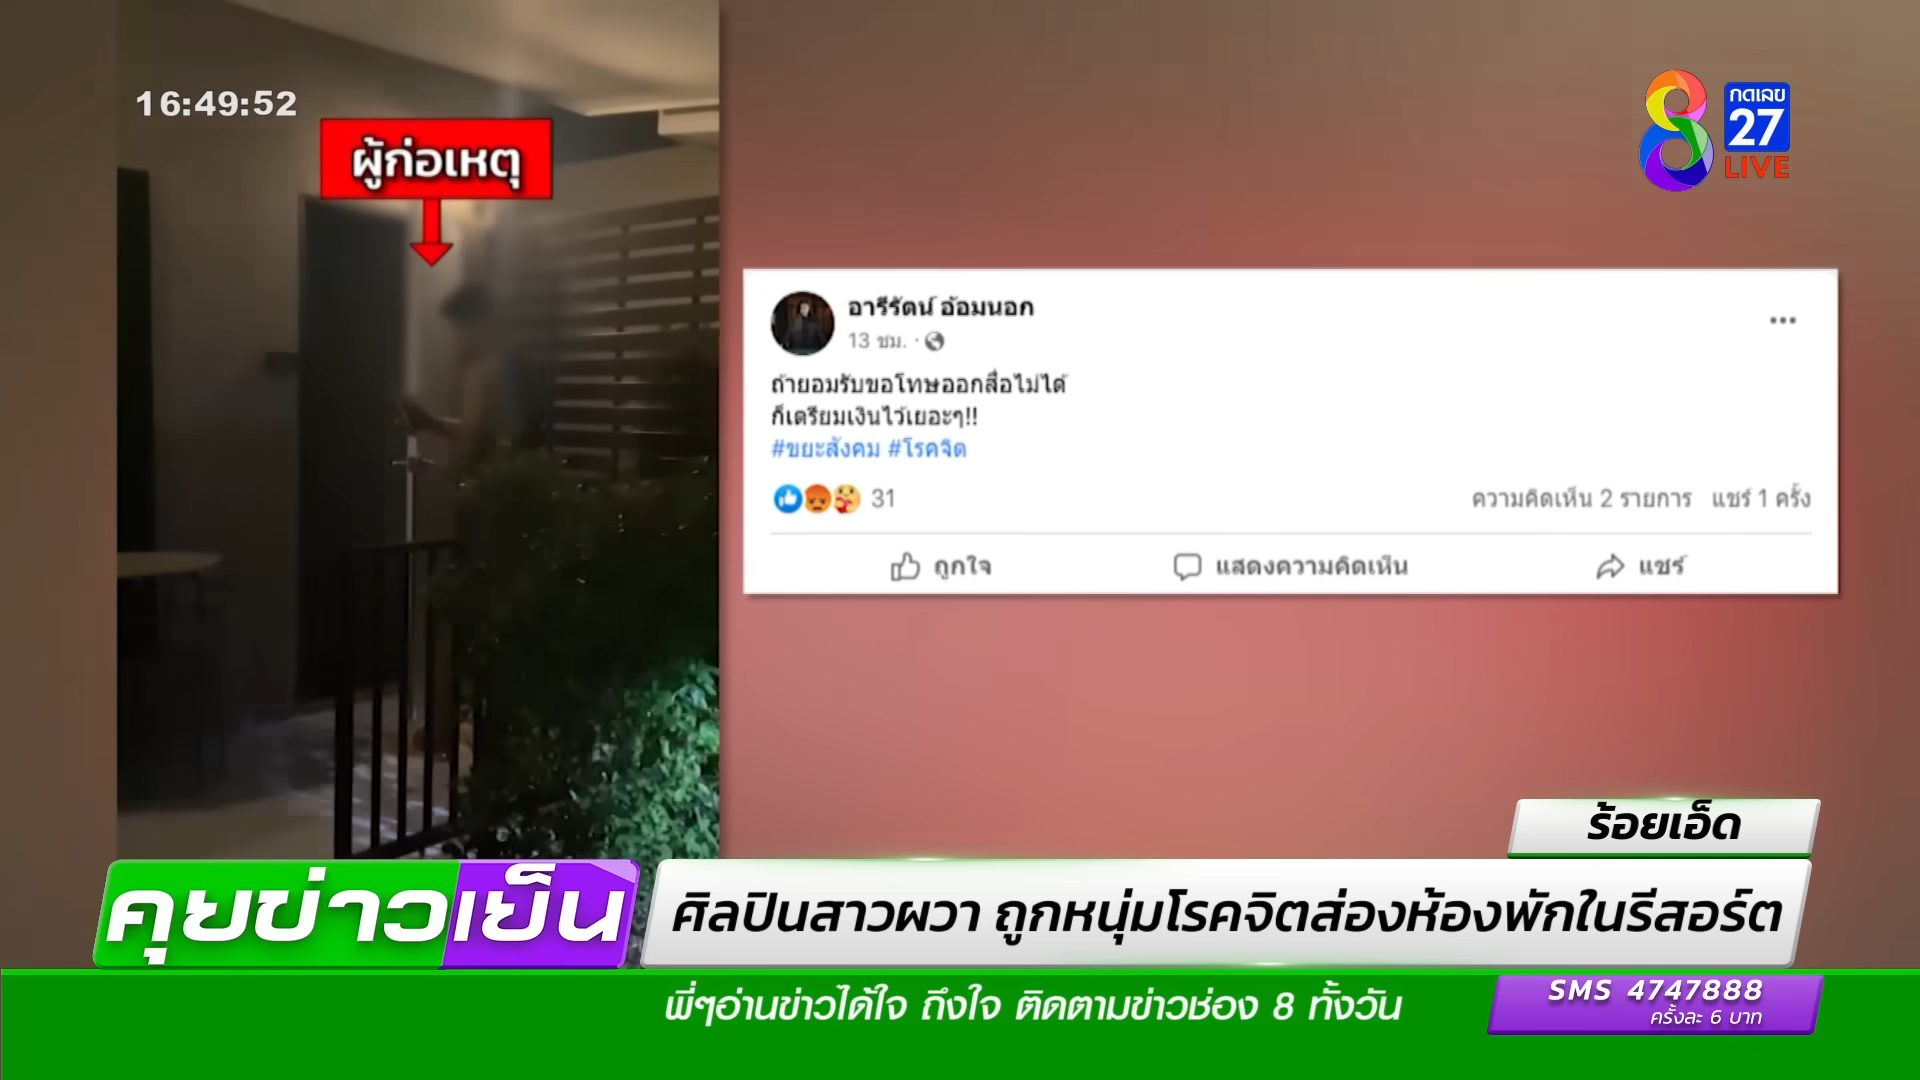 16:49:52
ผู้ก่อเหตุ
8
กดเลข
27
LIVE
อารีรัตน์ อ้อมนอก
13 ชม. ·
ถ้ายอมรับขอโทษออกสื่อไม่ได้
ก็เตรียมเงินไว้เยอะๆ!!
#ขยะสังคม #โรคจิต
31
ความคิดเห็น 2 รายการ แชร์ 1 ครั้ง
ถูกใจ
แสดงความคิดเห็น
แชร์
ร้อยเอ็ด
คุยข่าวเย็น
ศิลปินสาวผวา ถูกหนุ่มโรคจิตส่องห้องพักในรีสอร์ต
พี่ๆอ่านข่าวได้ใจ ถึงใจ ติดตามข่าวช่อง 8 ทั้งวัน
SMS 4747888
ครั้งละ 6 บาท